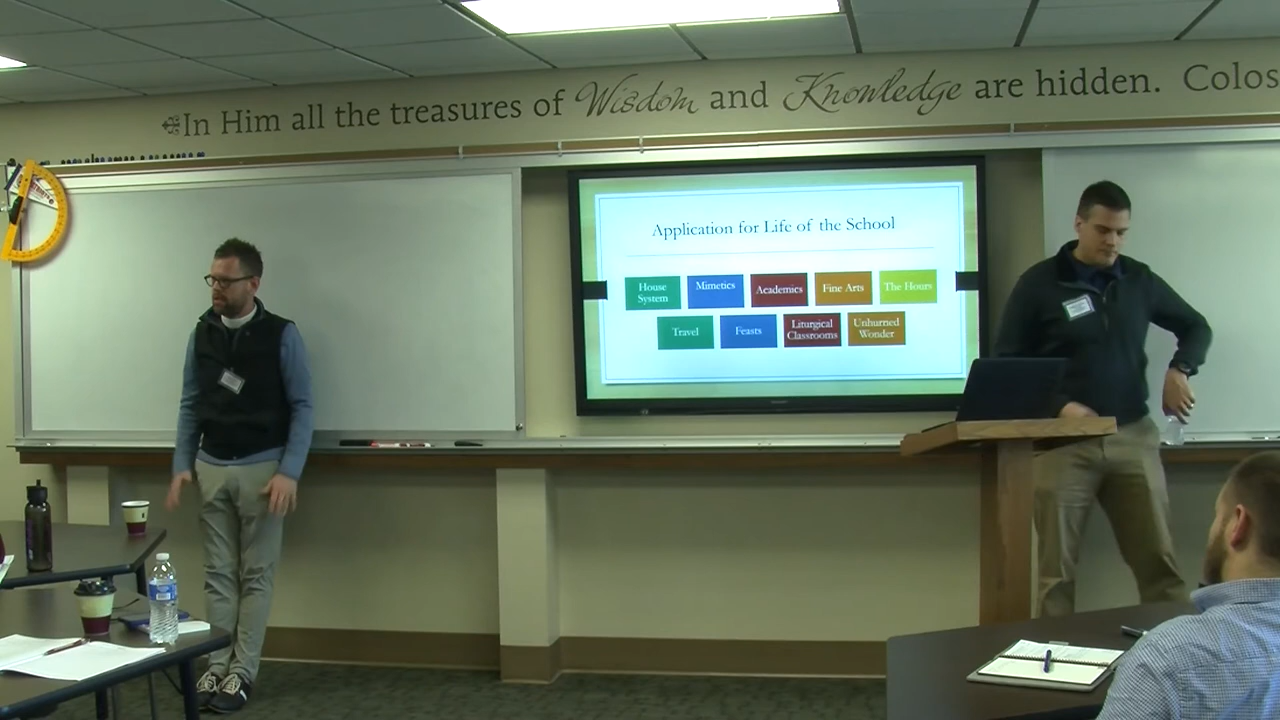 In Him all the treasures of Wisdom and Knowledge are hidden. Colos
Application for Life of the School
House System
Mimetics
Academics
Fine Arts
The Hours
Travel
Feasts
Liturgical Classrooms
Unhurried Wonder